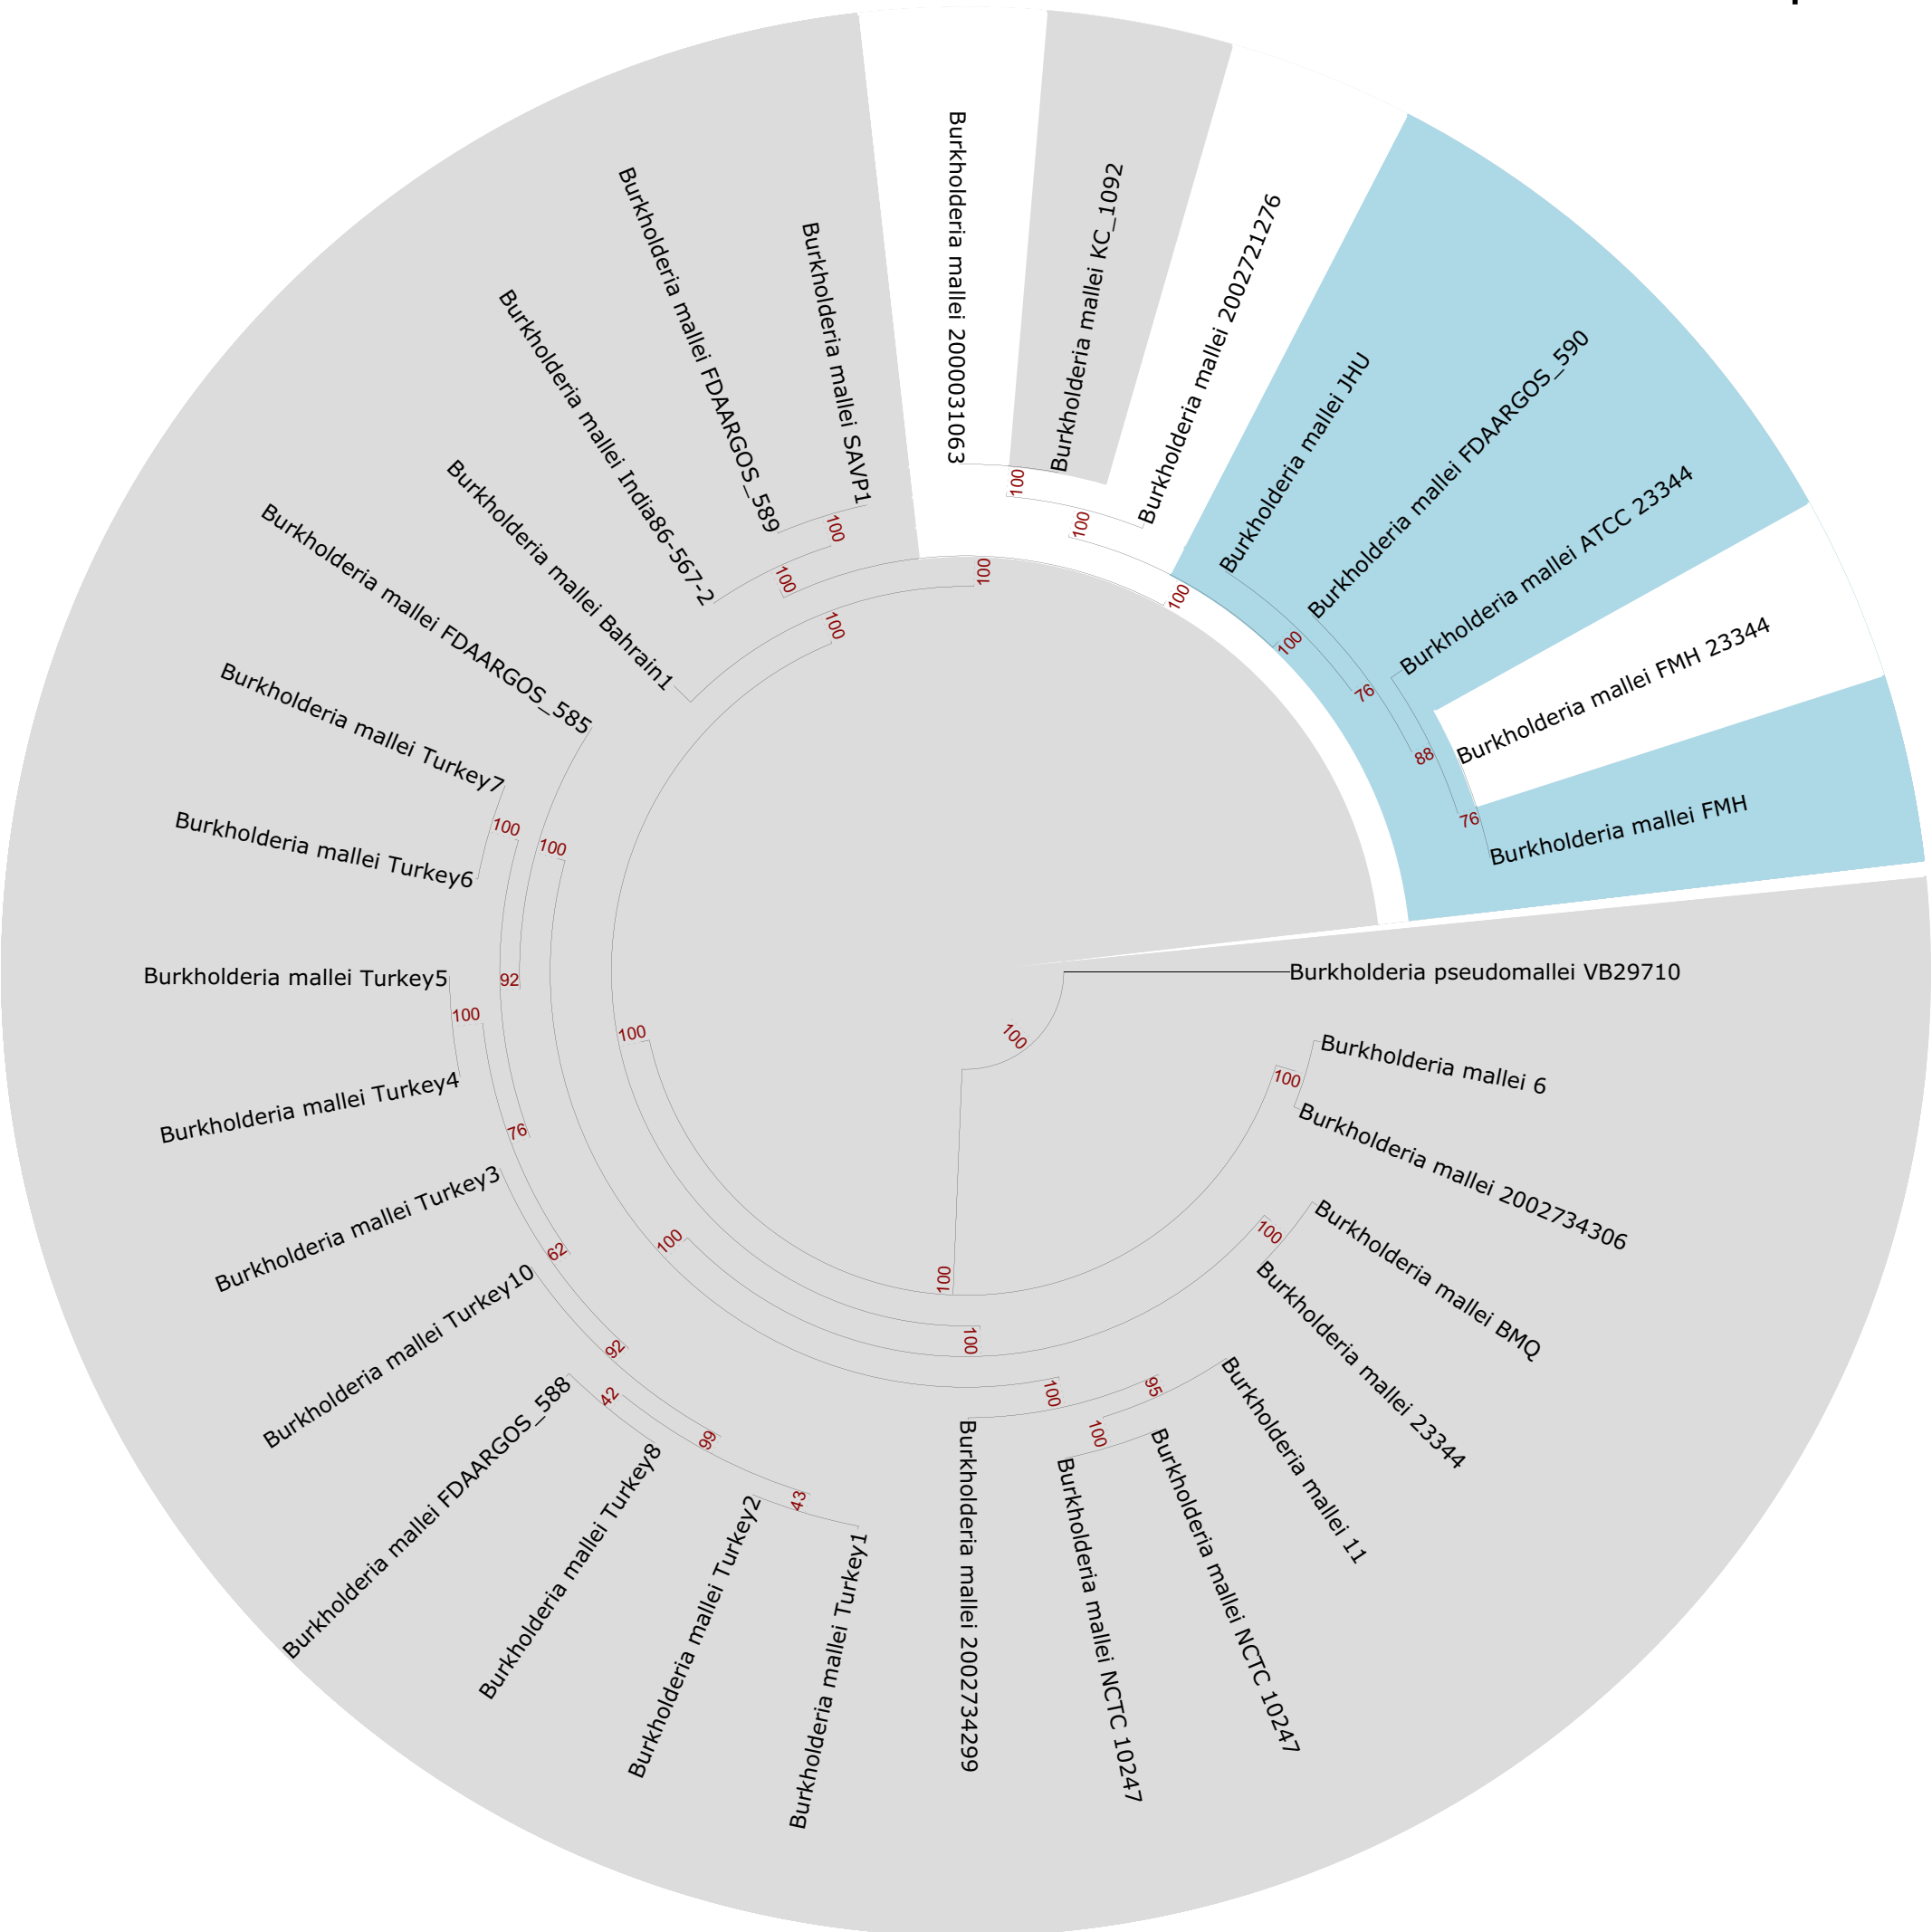 Burkholderia mallei 2000031063
Burkholderia mallei KC_1092
Burkholderia mallei 2002721276
Burkholderia mallei JHU
Burkholderia mallei FDAARGOS_590
Burkholderia mallei ATCC 23344
Burkholderia mallei FMH 23344
Burkholderia mallei FMH
Burkholderia pseudomallei VB29710
Burkholderia mallei 6
Burkholderia mallei 2002734306
Burkholderia mallei BMQ
Burkholderia mallei 23344
Burkholderia mallei 11
Burkholderia mallei NCTC 10247
Burkholderia mallei NCTC 10247
Burkholderia mallei 2002734299
Burkholderia mallei Turkey1
Burkholderia mallei Turkey2
Burkholderia mallei Turkey8
Burkholderia mallei FDAARGOS_588
Burkholderia mallei Turkey10
Burkholderia mallei Turkey3
Burkholderia mallei Turkey4
Burkholderia mallei Turkey5
Burkholderia mallei Turkey6
Burkholderia mallei Turkey7
Burkholderia mallei FDAARGOS_585
Burkholderia mallei Bahrain1
Burkholderia mallei India86-567-2
Burkholderia mallei FDAARGOS_589
Burkholderia mallei SAVP1
100
100
100
100
76
88
76
100
100
100
100
100
100
100
95
100
100
43
99
42
92
62
76
100
92
100
100
100
100
100
100